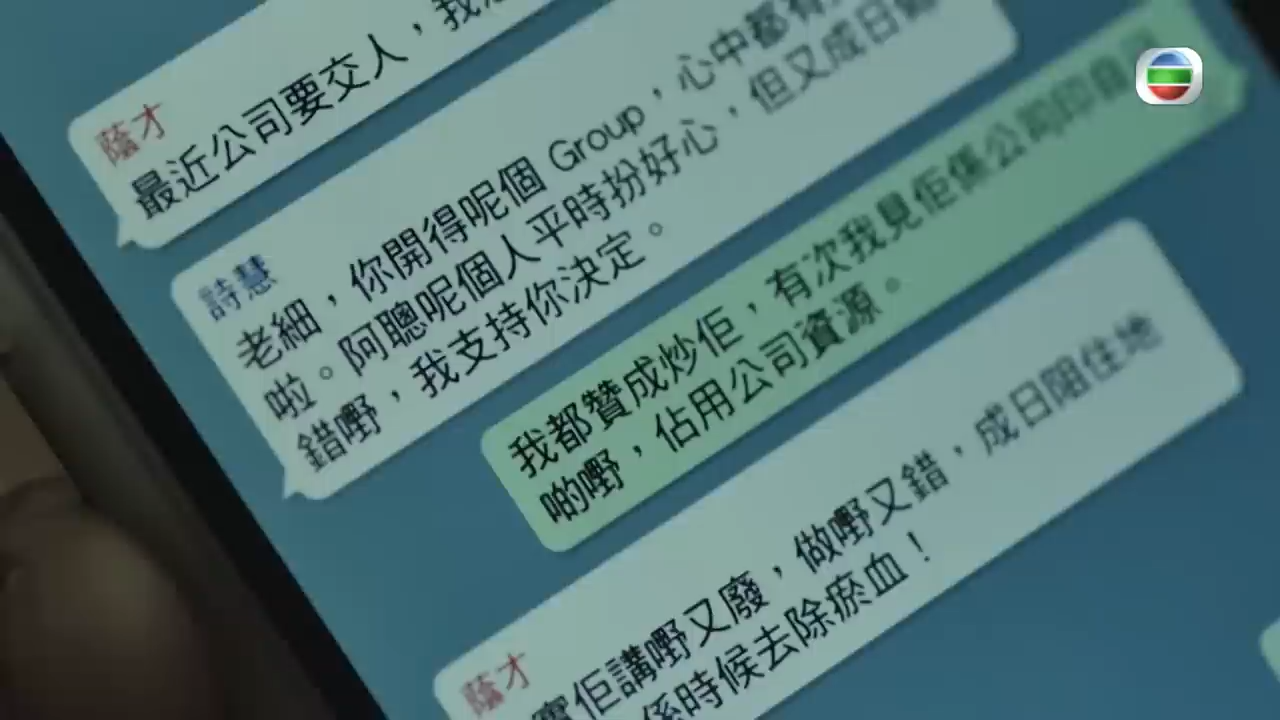 蔭才
最近公司要交人，我
詩慧
老細，你開得呢個 Group，心中都有
啦。阿聰呢個人平時扮好心，但又成日
錯嘢，我支持你決定。
我都贊成炒佢，有次我見佢係公司印
啲嘢，佔用公司資源。
蔭才
佢講嘢又廢，做嘢又錯，成日阻住地
係時候去除瘀血！